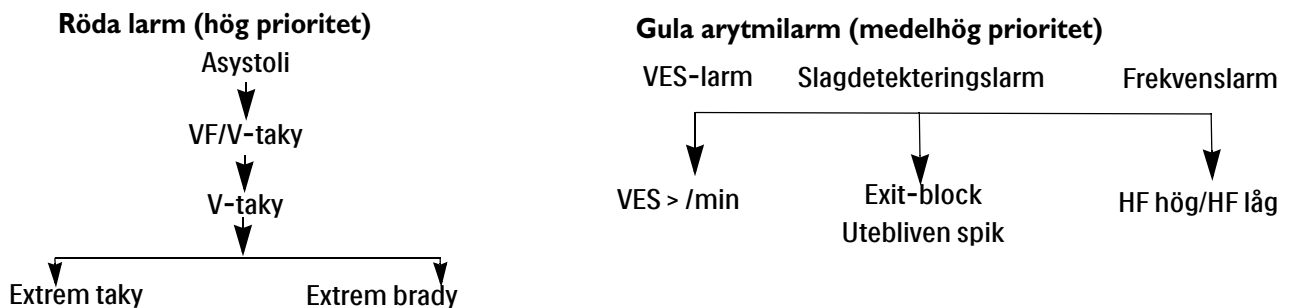 Röda larm (hög prioritet)
Asystoli
VF/V-taky
V-taky
Extrem taky Extrem brady
Gula arytmilarm (medelhög prioritet)
VES-larm Slagdetekteringslarm Frekvenslarm
VES > /min Exit-block HF hög/HF låg
Utebliven spik